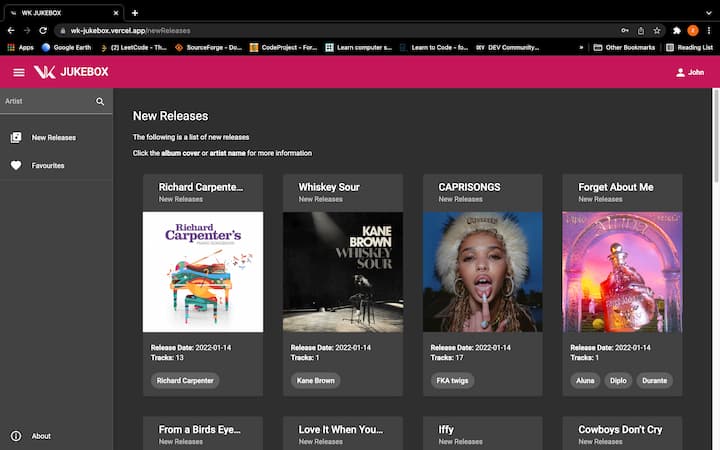 WK JUKEBOX
wk-jukebox.vercel.app/newReleases
Apps
Google Earth
(2) LeetCode - Th...
SourceForge - Do...
CodeProject - For...
Learn computer s...
Learn to Code - fo...
DEV Community...
»
Other Bookmarks
Reading List
JUKEBOX
John
Artist
New Releases
Favourites
About
New Releases
The following is a list of new releases
Click the album cover or artist name for more information
Richard Carpente...
New Releases
Richard
Carpenter's
PIANO SONGBOOK
Release Date: 2022-01-14
Tracks: 13
Richard Carpenter
Whiskey Sour
New Releases
KANE
BROWN
WHISKEY
SOUR
Release Date: 2022-01-14
Tracks: 1
Kane Brown
CAPRISONGS
New Releases
Release Date: 2022-01-14
Tracks: 17
FKA twigs
Forget About Me
New Releases
Diplo
ALUNA
Release Date: 2022-01-14
Tracks: 1
Aluna
Diplo
Durante
From a Birds Eye...
New Releases
Love It When You...
New Releases
Iffy
New Releases
Cowboys Don't Cry
New Releases